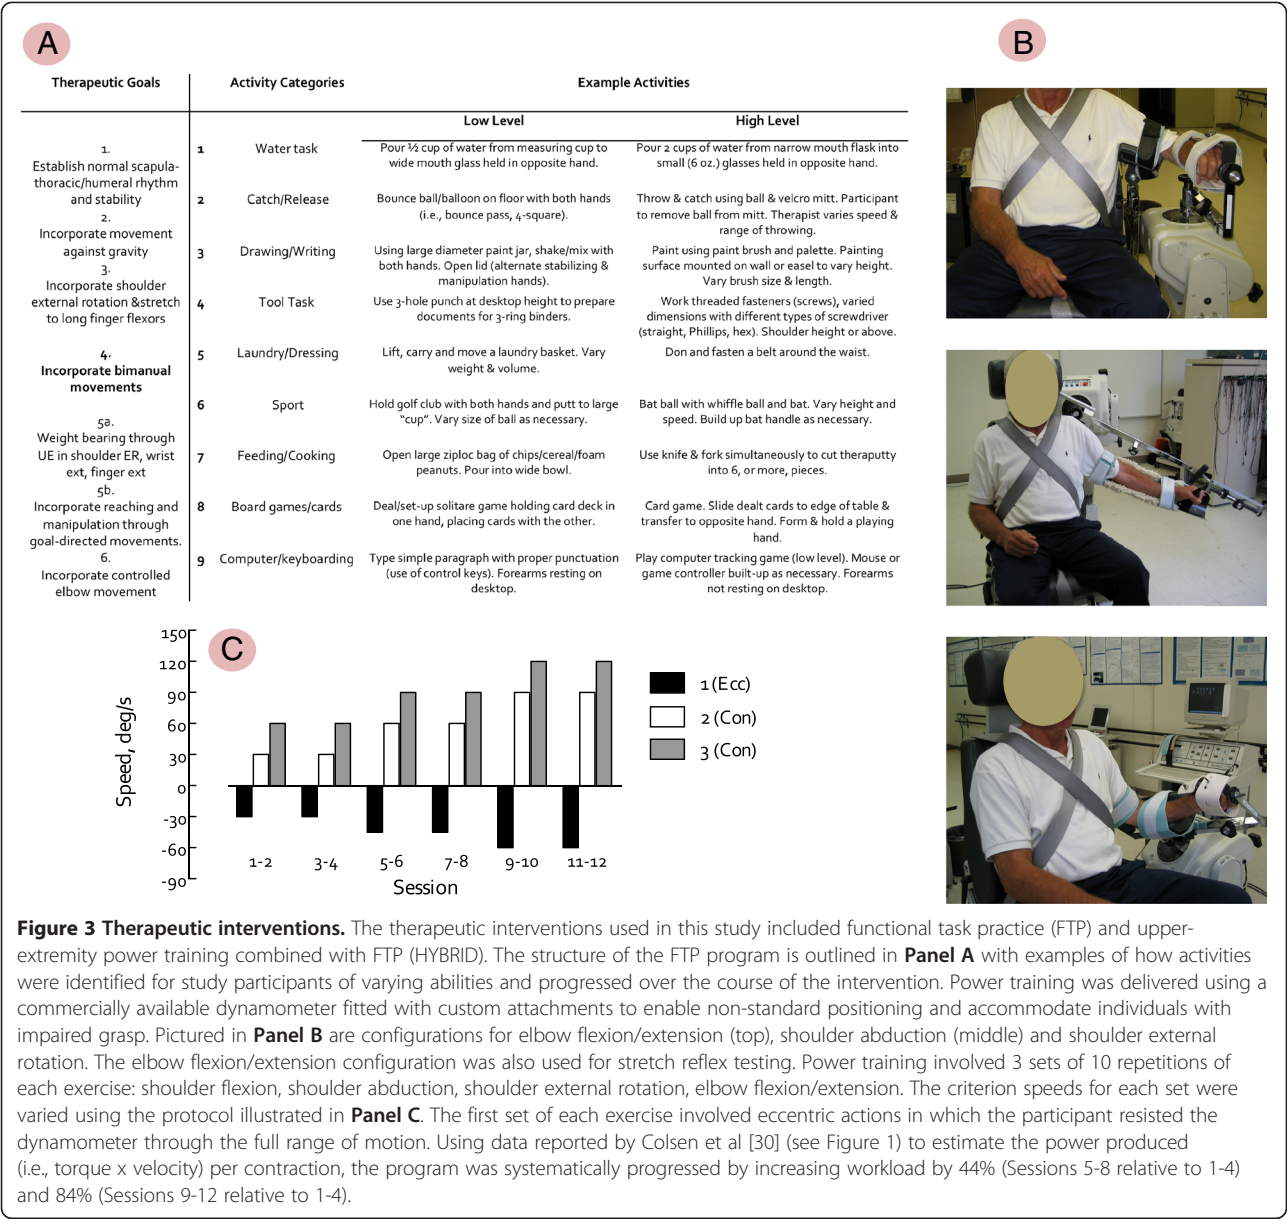 A
B
Therapeutic Goals
Activity Categories
Example Activities
Low Level
High Level
1.
Establish normal scapula-
thoracic/humeral rhythm
and stability
2.
Incorporate movement
against gravity
3.
Incorporate shoulder
external rotation &stretch
to long finger flexors
4.
Incorporate bimanual
movements
5a.
Weight bearing through
UE in shoulder ER, wrist
ext, finger ext
5b.
Incorporate reaching and
manipulation through
goal-directed movements.
6.
Incorporate controlled
elbow movement
1 Water task
Pour ½ cup of water from measuring cup to
wide mouth glass held in opposite hand.
Pour 2 cups of water from narrow mouth flask into
small (6 oz.) glasses held in opposite hand.
2 Catch/Release
Bounce ball/balloon on floor with both hands
(i.e., bounce pass, 4-square).
Throw & catch using ball & velcro mitt. Participant
to remove ball from mitt. Therapist varies speed &
range of throwing.
3 Drawing/Writing
Using large diameter paint jar, shake/mix with
both hands. Open lid (alternate stabilizing &
manipulation hands).
Paint using paint brush and palette. Painting
surface mounted on wall or easel to vary height.
Vary brush size & length.
4 Tool Task
Use 3-hole punch at desktop height to prepare
documents for 3-ring binders.
Work threaded fasteners (screws), varied
dimensions with different types of screwdriver
(straight, Phillips, hex). Shoulder height or above.
5 Laundry/Dressing
Lift, carry and move a laundry basket. Vary
weight & volume.
Don and fasten a belt around the waist.
6 Sport
Hold golf club with both hands and putt to large
“cup”. Vary size of ball as necessary.
Bat ball with whiffle ball and bat. Vary height and
speed. Build up bat handle as necessary.
7 Feeding/Cooking
Open large ziploc bag of chips/cereal/foam
peanuts. Pour into wide bowl.
Use knife & fork simultaneously to cut theraputty
into 6, or more, pieces.
8 Board games/cards
Deal/set-up solitare game holding card deck in
one hand, placing cards with the other.
Card game. Slide dealt cards to edge of table &
transfer to opposite hand. Form & hold a playing
hand.
9 Computer/keyboarding
Type simple paragraph with proper punctuation
(use of control keys). Forearms resting on
desktop.
Play computer tracking game (low level). Mouse or
game controller built-up as necessary. Forearms
not resting on desktop.
C
Speed, deg/s
150
120
90
60
30
0
-30
-60
-90
1-2 3-4 5-6 7-8 9-10 11-12
Session
1 (Ecc)
2 (Con)
3 (Con)
Figure 3 Therapeutic interventions. The therapeutic interventions used in this study included functional task practice (FTP) and upper-
extremity power training combined with FTP (HYBRID). The structure of the FTP program is outlined in Panel A with examples of how activities
were identified for study participants of varying abilities and progressed over the course of the intervention. Power training was delivered using a
commercially available dynamometer fitted with custom attachments to enable non-standard positioning and accommodate individuals with
impaired grasp. Pictured in Panel B are configurations for elbow flexion/extension (top), shoulder abduction (middle) and shoulder external
rotation. The elbow flexion/extension configuration was also used for stretch reflex testing. Power training involved 3 sets of 10 repetitions of
each exercise: shoulder flexion, shoulder abduction, shoulder external rotation, elbow flexion/extension. The criterion speeds for each set were
varied using the protocol illustrated in Panel C. The first set of each exercise involved eccentric actions in which the participant resisted the
dynamometer through the full range of motion. Using data reported by Colsen et al [30] (see Figure 1) to estimate the power produced
(i.e., torque x velocity) per contraction, the program was systematically progressed by increasing workload by 44% (Sessions 5-8 relative to 1-4)
and 84% (Sessions 9-12 relative to 1-4).